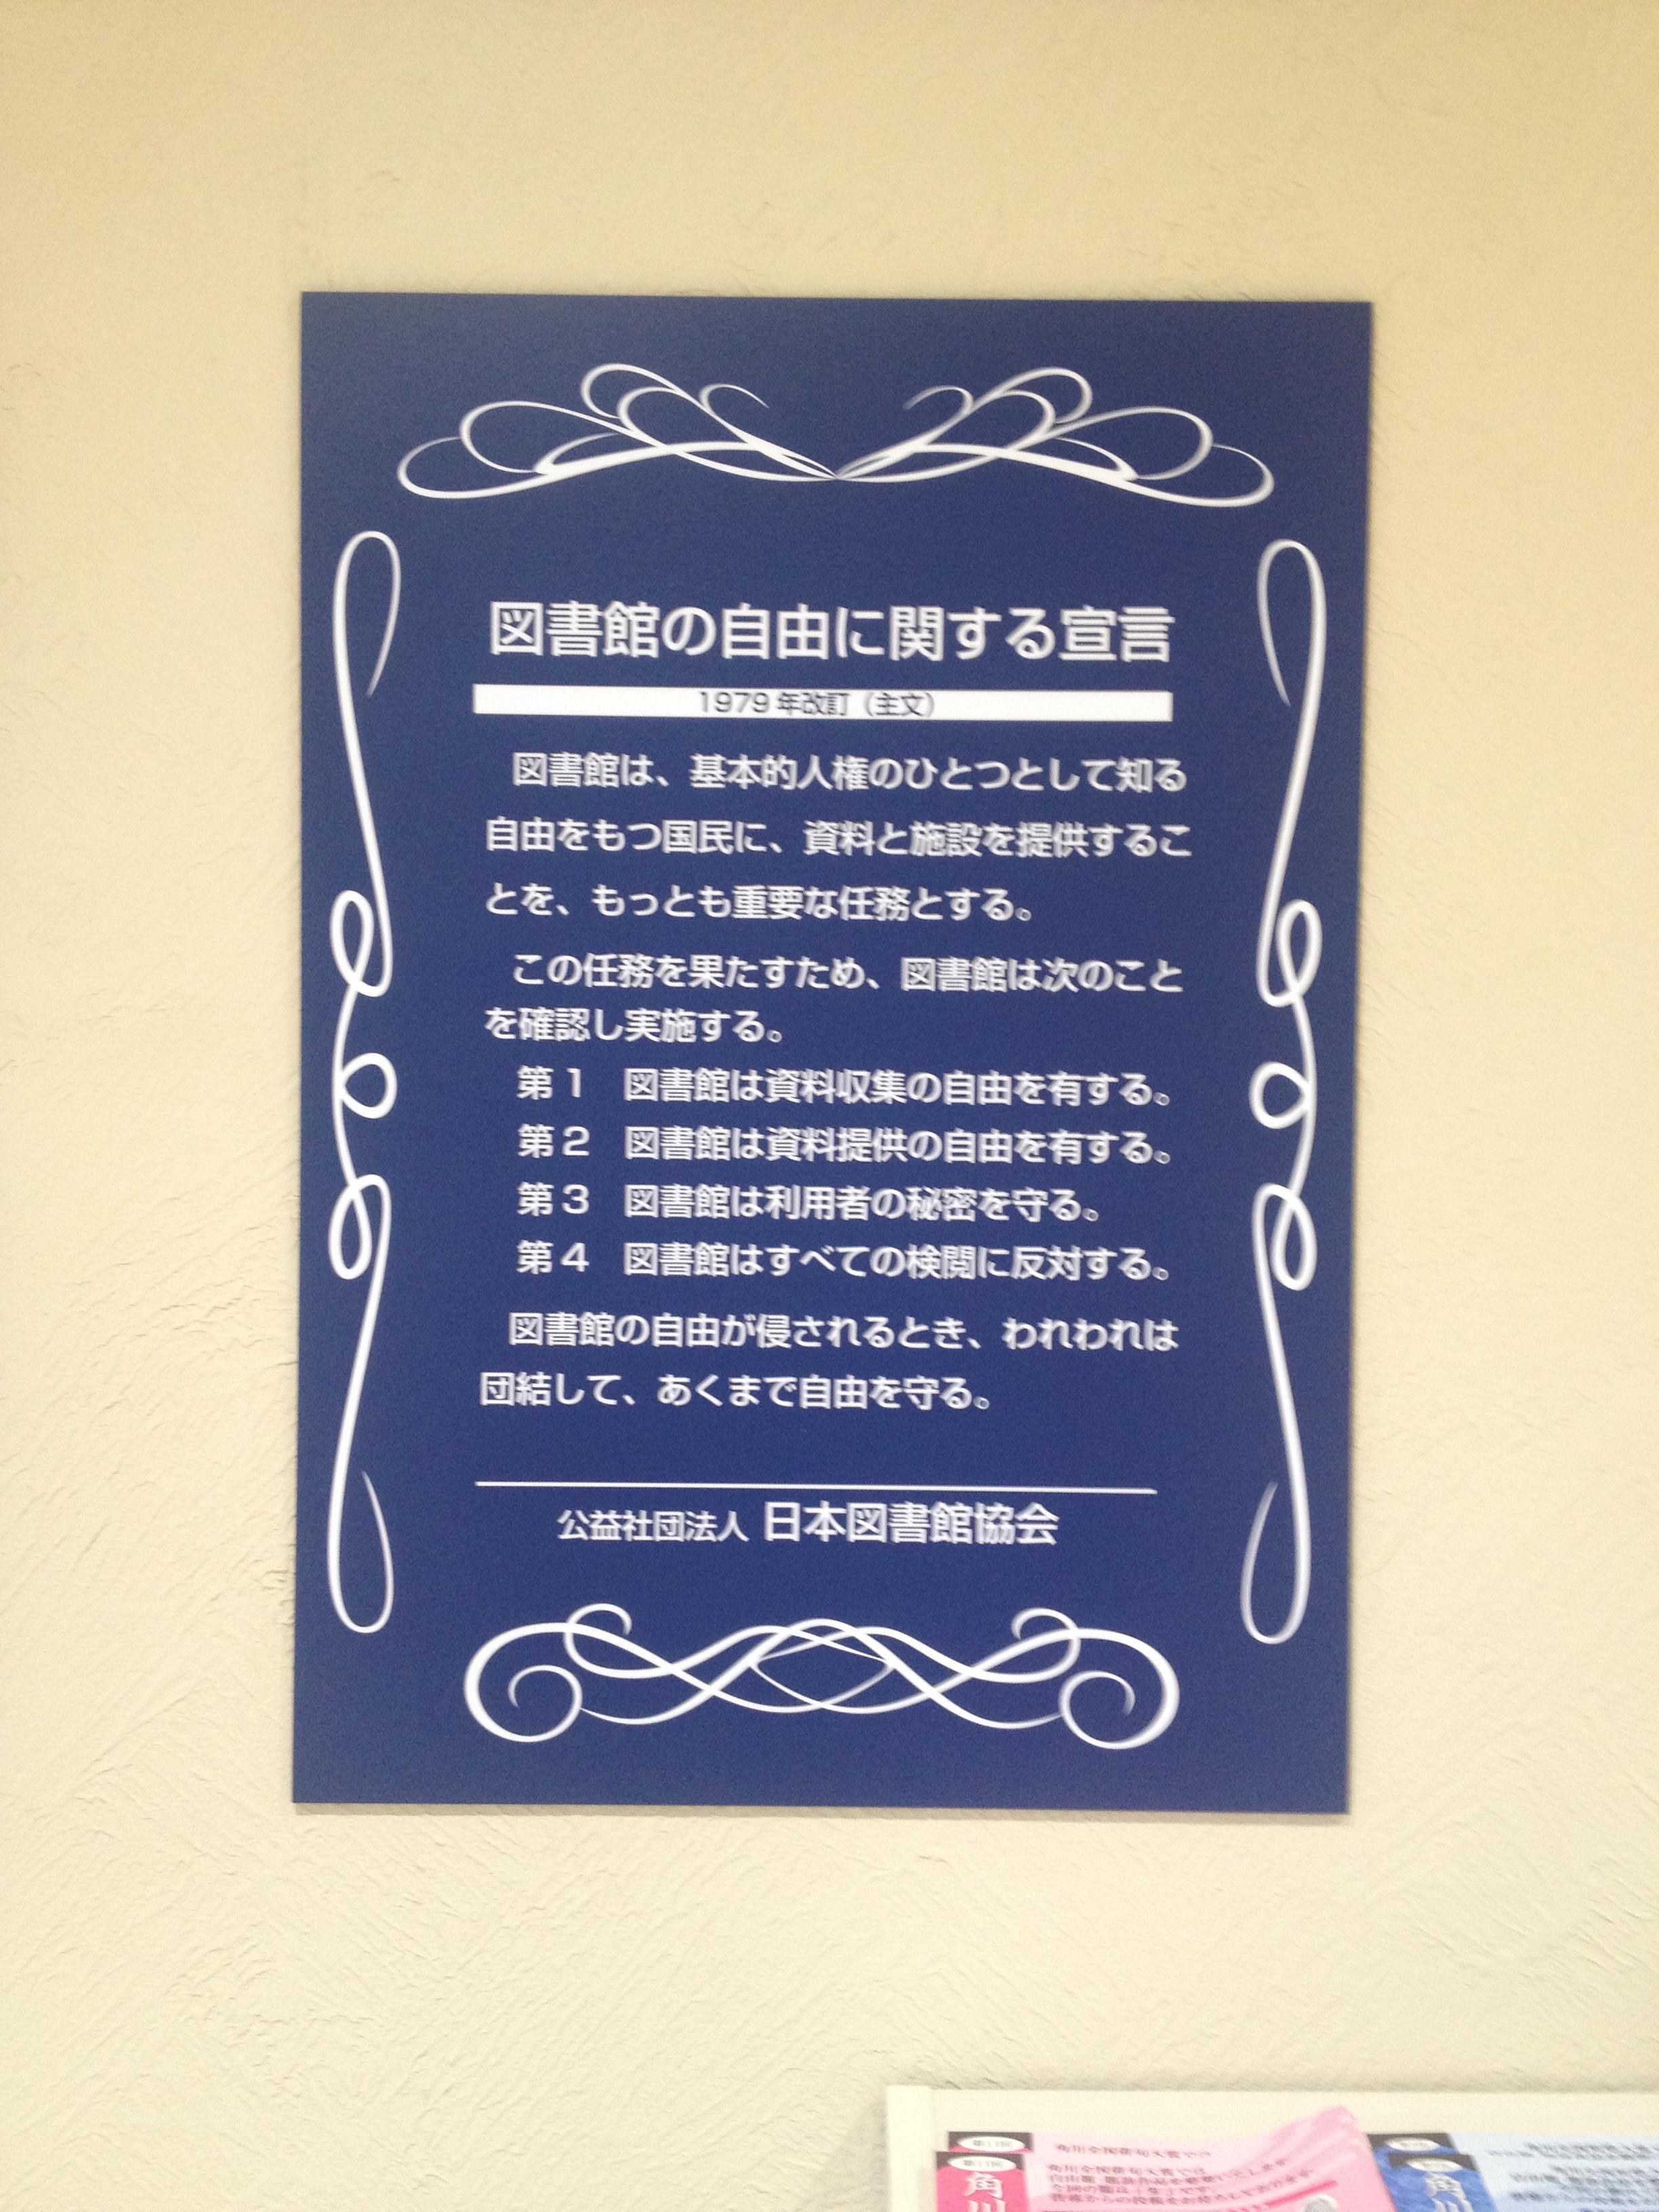 図書館の自由に関する宣言
1979年改訂（主文）
図書館は、基本的人権のひとつとして知る
自由をもつ国民に、資料と施設を提供するこ
とを、もっとも重要な任務とする。
この任務を果たすため、図書館は次のこと
を確認し実施する。
第1　図書館は資料収集の自由を有する。
第2　図書館は資料提供の自由を有する。
第3　図書館は利用者の秘密を守る。
第4　図書館はすべての検閲に反対する。
図書館の自由が侵されるとき、われわれは
団結して、あくまで自由を守る。
公益社団法人 日本図書館協会
角川全国俳句大賞では